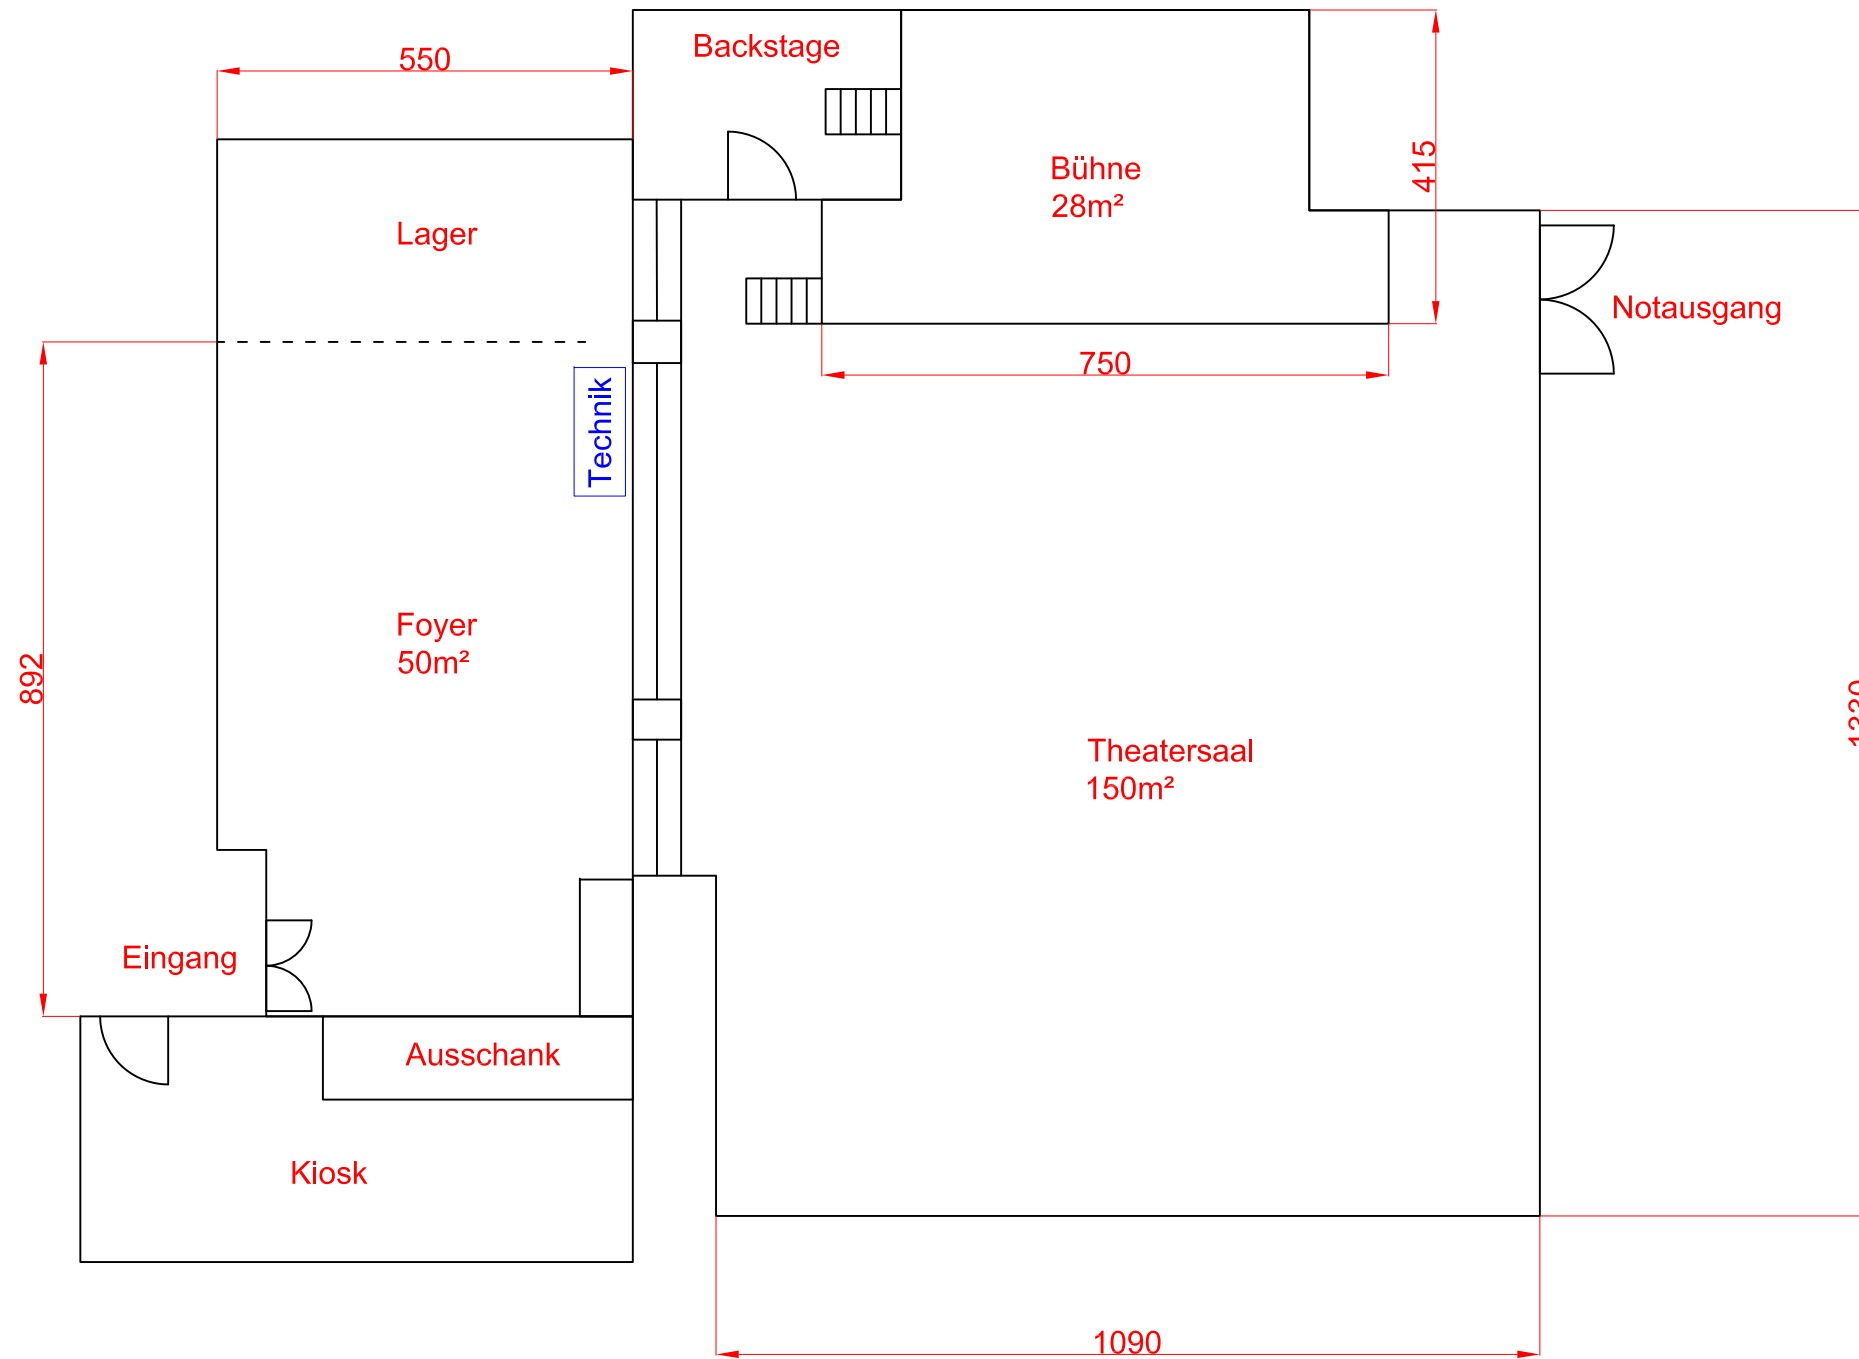 Backstage
550
415
Bühne
28m²
Lager
Notausgang
750
Technik
Foyer
50m²
892
Theatersaal
150m²
Eingang
Ausschank
Kiosk
1090